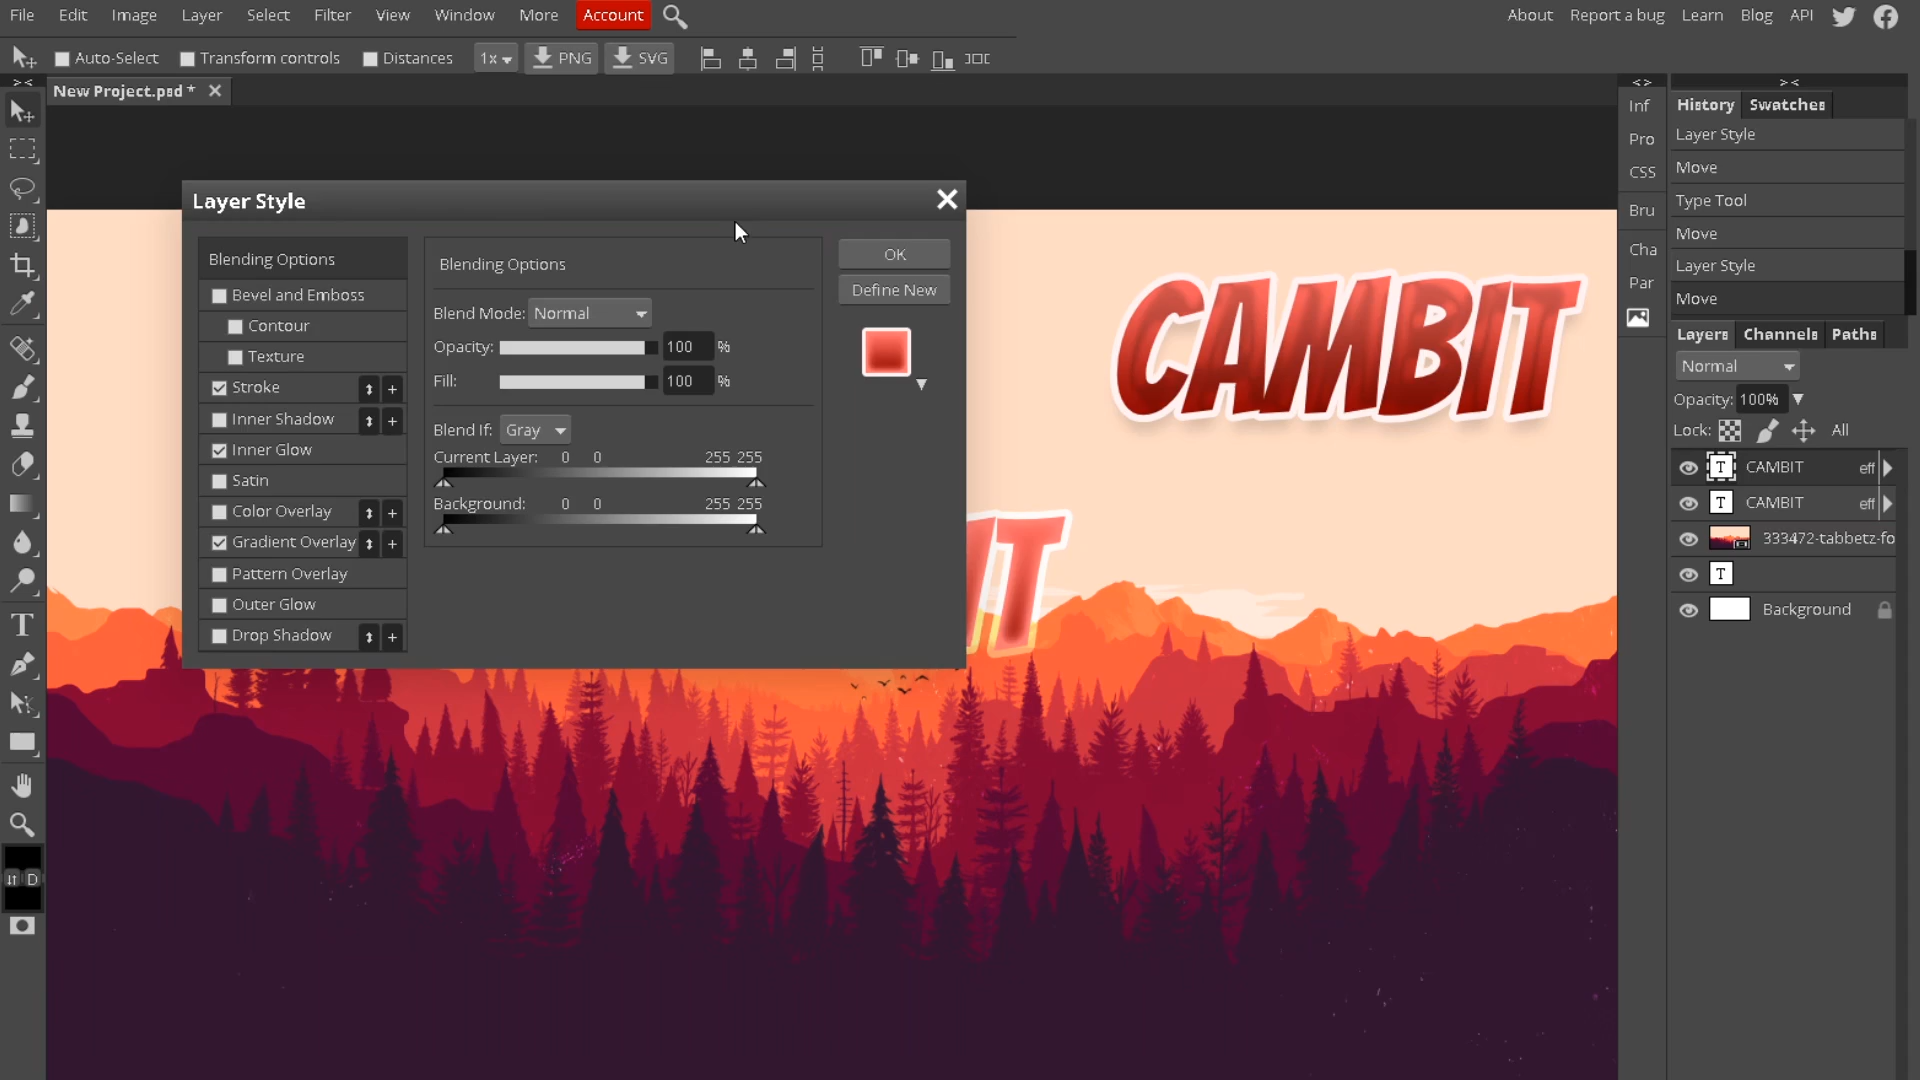 File Edit Image Layer Select Filter View Window More Account
About Report a bug Learn Blog API
Auto-Select Transform controls Distances 1x PNG SVG
New Project.psd *
Inf
Pro
CSS
Bru
Cha
Par
History Swatches
Layer Style
Move
Type Tool
Move
Layer Style
Move
Layers Channels Paths
Normal
Opacity: 100%
Lock: All
CAMBIT eff
CAMBIT eff
333472-tabbetz-fo
T
Background
Layer Style
Blending Options
Bevel and Emboss
Contour
Texture
Stroke
Inner Shadow
Inner Glow
Satin
Color Overlay
Gradient Overlay
Pattern Overlay
Outer Glow
Drop Shadow
Blending Options
Blend Mode: Normal
Opacity: 100 %
Fill: 100 %
Blend If: Gray
Current Layer: 0 0 255 255
Background: 0 0 255 255
OK
Define New
CAMBIT
IT
D